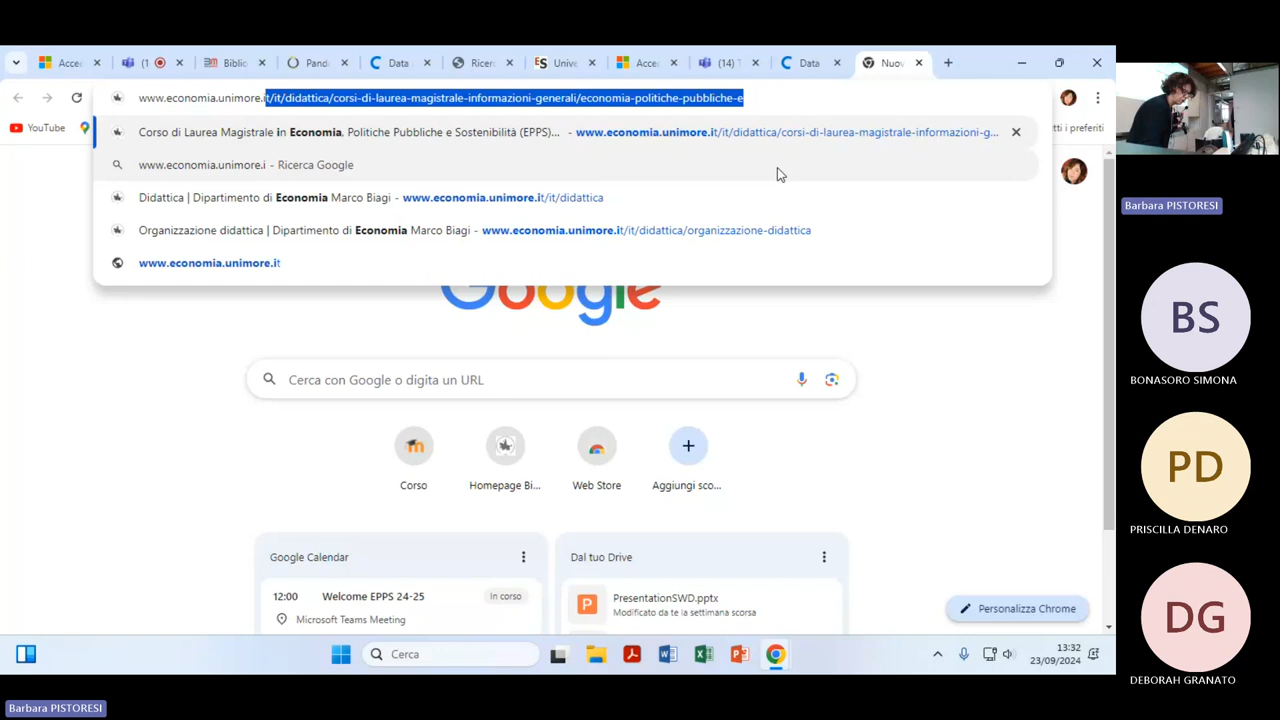 Acce
(1
Biblio
Pand
Data
Ricer
Unive
Acce
(14) T
Data
Nuov
www.economia.unimore.it/it/didattica/corsi-di-laurea-magistrale-informazioni-generali/economia-politiche-pubbliche-e
YouTube
tti i preferiti
Corso di Laurea Magistrale in Economia, Politiche Pubbliche e Sostenibilità (EPPS)... - www.economia.unimore.it/it/didattica/corsi-di-laurea-magistrale-informazioni-g...
www.economia.unimore.i - Ricerca Google
Didattica | Dipartimento di Economia Marco Biagi - www.economia.unimore.it/it/didattica
Organizzazione didattica | Dipartimento di Economia Marco Biagi - www.economia.unimore.it/it/didattica/organizzazione-didattica
www.economia.unimore.it
Google
Cerca con Google o digita un URL
Corso
Homepage Bi...
Web Store
Aggiungi sco...
Google Calendar
12:00 Welcome EPPS 24-25 In corso
Microsoft Teams Meeting
Dal tuo Drive
PresentationSWD.pptx
Modificato da te la settimana scorsa
Personalizza Chrome
Cerca
13:32
23/09/2024
Barbara PISTORESI
Barbara PISTORESI
BS
BONASORO SIMONA
PD
PRISCILLA DENARO
DG
DEBORAH GRANATO